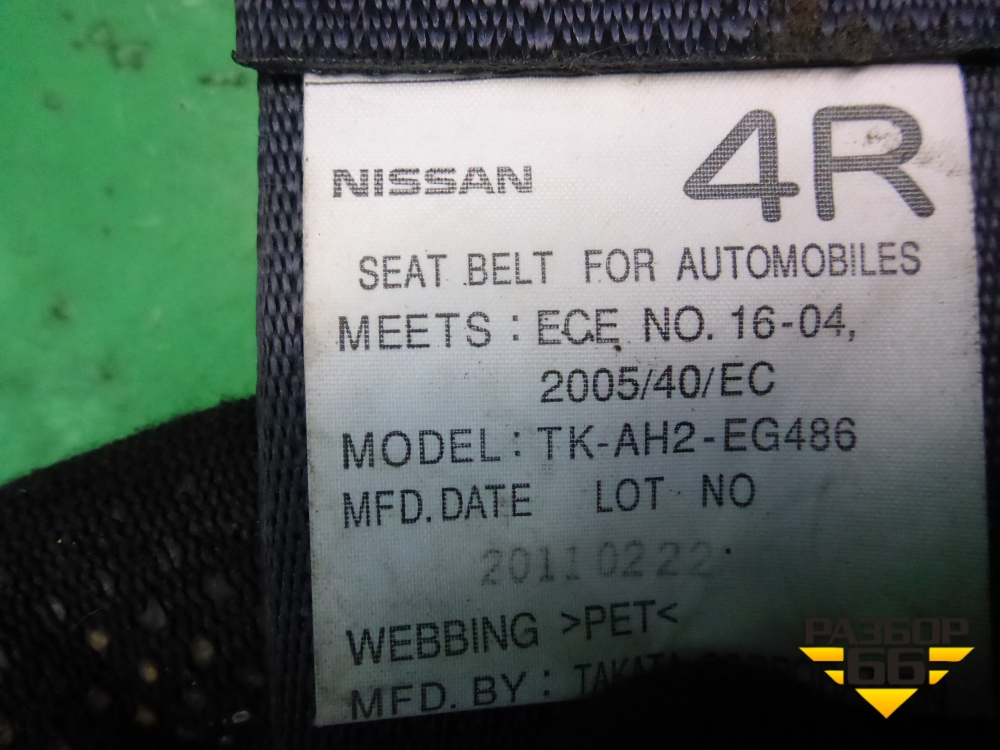 NISSAN 4R
SEAT BELT FOR AUTOMOBILES
MEETS : ECE NO. 16-04,
2005/40/EC
MODEL : TK-AH2-EG486
MFD. DATE LOT NO
20110222
WEBBING >PET<
MFD. BY : TAKATA
РАЗБОР
66